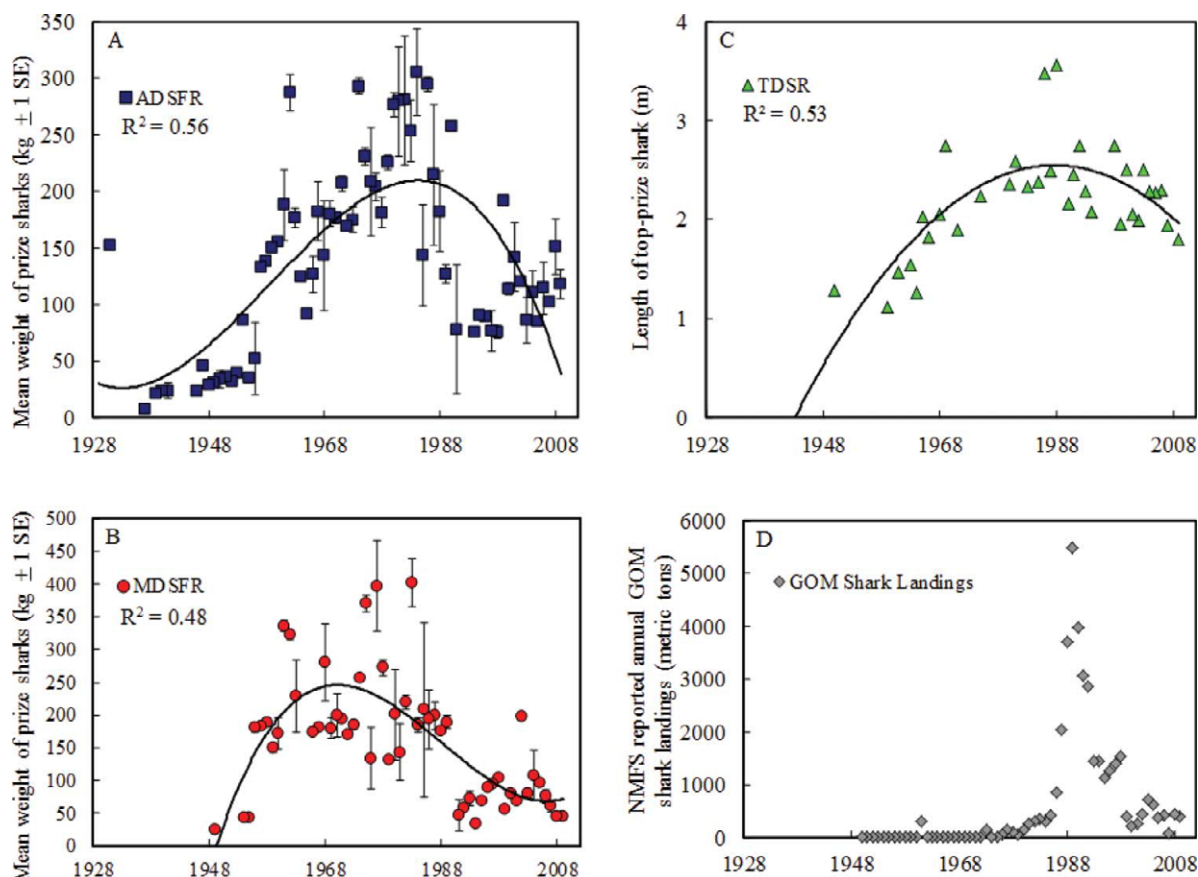 A
ADSFR
R² = 0.56
Mean weight of prize sharks (kg ± 1 SE)
350
300
250
200
150
100
50
0
1928 1948 1968 1988 2008
C
TDSR
R² = 0.53
Length of top-prize shark (m)
4
3
2
1
0
1928 1948 1968 1988 2008
B
MDSFR
R² = 0.48
Mean weight of prize sharks (kg ± 1 SE)
500
450
400
350
300
250
200
150
100
50
0
1928 1948 1968 1988 2008
D
GOM Shark Landings
NMFS reported annual GOM
shark landings (metric tons)
6000
5000
4000
3000
2000
1000
0
1928 1948 1968 1988 2008